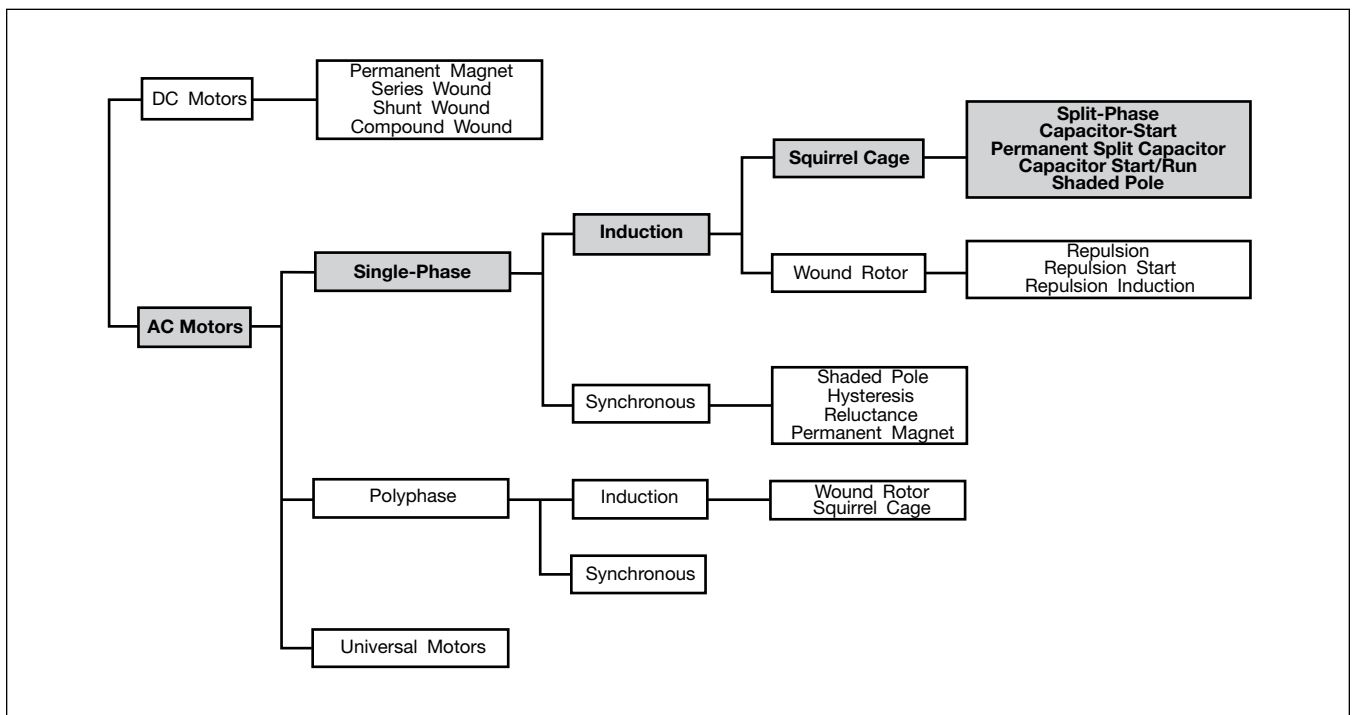 DC Motors
Permanent Magnet
Series Wound
Shunt Wound
Compound Wound
AC Motors
Single-Phase
Induction
Squirrel Cage
Split-Phase
Capacitor-Start
Permanent Split Capacitor
Capacitor Start/Run
Shaded Pole
Wound Rotor
Repulsion
Repulsion Start
Repulsion Induction
Synchronous
Shaded Pole
Hysteresis
Reluctance
Permanent Magnet
Polyphase
Induction
Wound Rotor
Squirrel Cage
Synchronous
Universal Motors